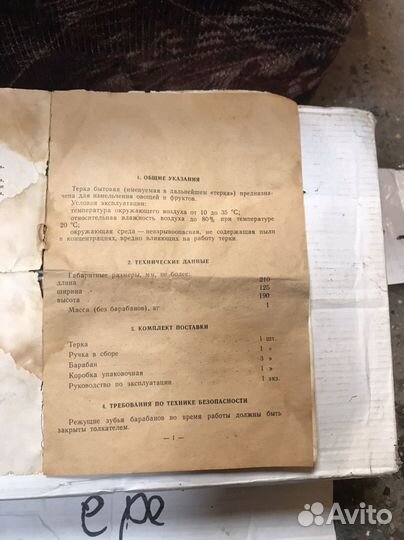 1. ОБЩИЕ УКАЗАНИЯ
Терка бытовая (именуемая в дальнейшем «терка») предназна-
чена для измельчения овощей и фруктов.
Условия эксплуатации:
температура окружающего воздуха от 10 до 35 °С;
относительная влажность воздуха до 80% при температуре
20 °С;
окружающая среда — невзрывоопасная, не содержащая пыли
в концентрациях, вредно влияющих на работу терки.
2. ТЕХНИЧЕСКИЕ ДАННЫЕ
Габаритные размеры, мм, не более:
длина 210
ширина 125
высота 190
Масса (без барабанов), кг 1
3. КОМПЛЕКТ ПОСТАВКИ
Терка 1 шт.
Ручка в сборе 1 »
Барабан 3 »
Коробка упаковочная 1 »
Руководство по эксплуатации 1 экз.
4. ТРЕБОВАНИЯ ПО ТЕХНИКЕ БЕЗОПАСНОСТИ
Режущие зубья барабанов во время работы должны быть
закрыты толкателем.
— 1 —
ере
Avito